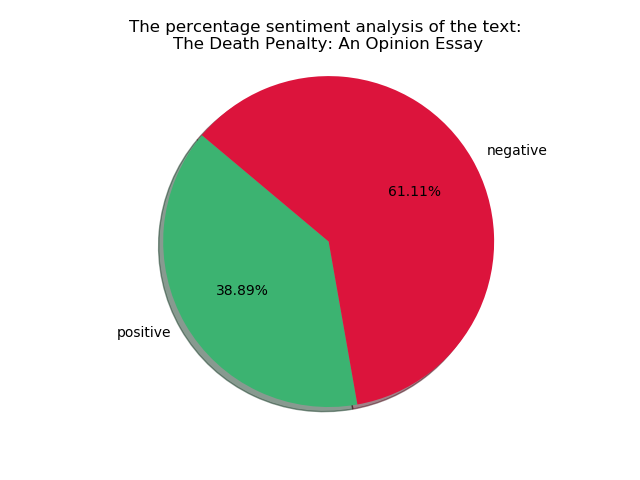 The percentage sentiment analysis of the text:
The Death Penalty: An Opinion Essay
negative
61.11%
38.89%
positive